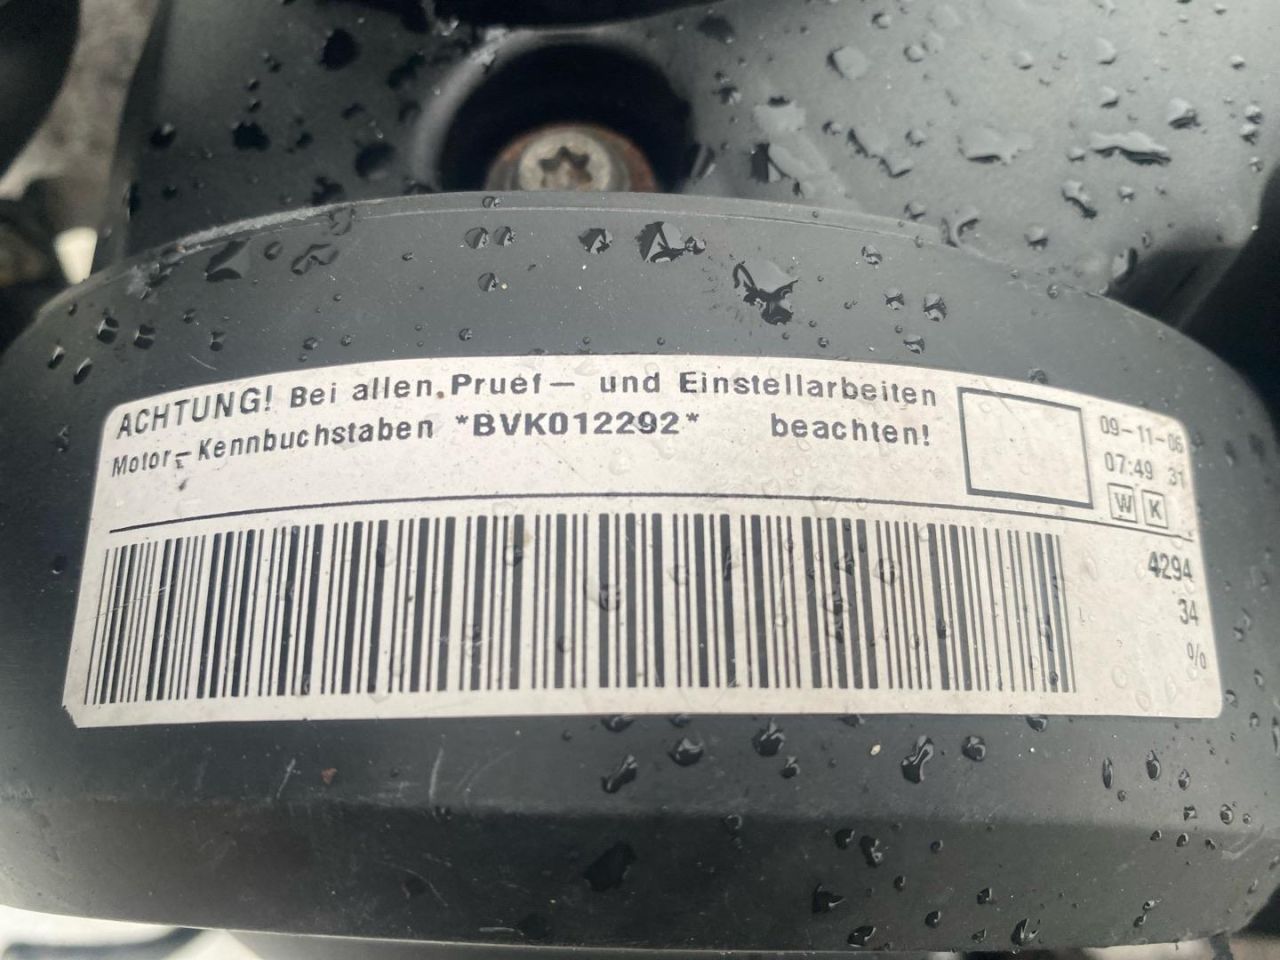 ACHTUNG! Bei allen Pruef- und Einstellarbeiten
Motor-Kennbuchstaben *BVK012292* beachten!
09-11-06
07:49 31
W K
4294
34
%